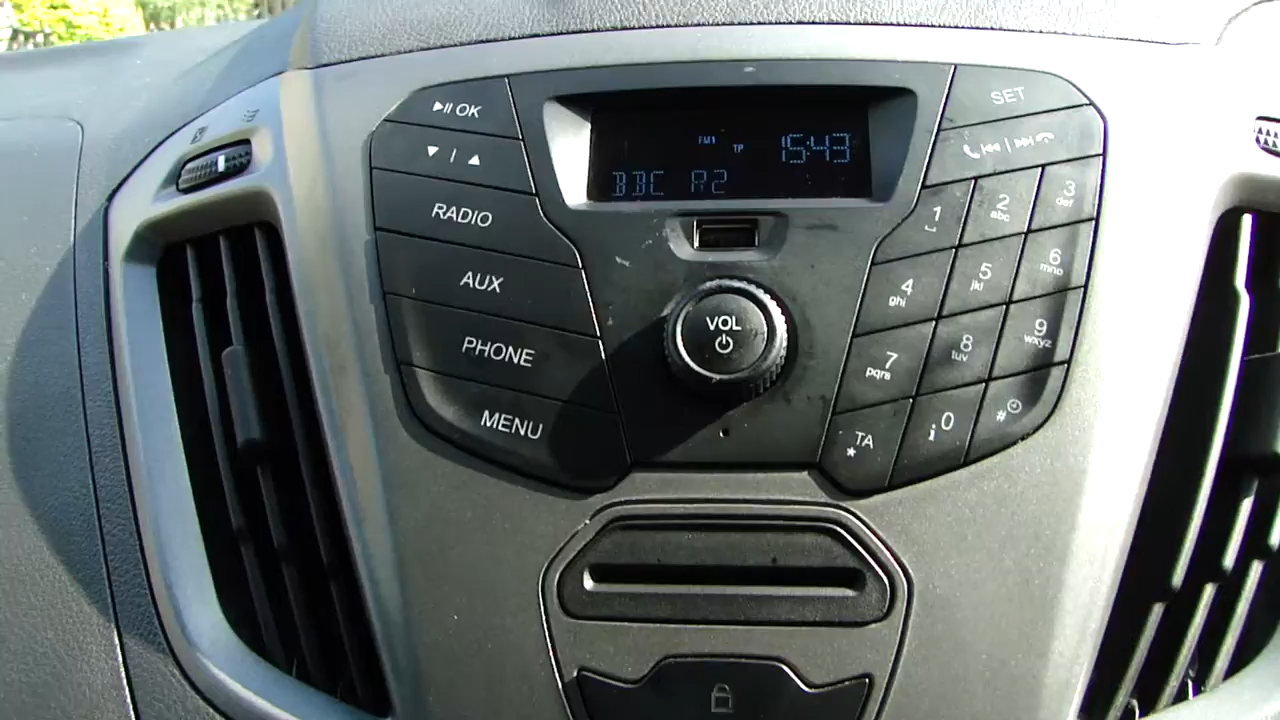 OK
SET
FM1
TP
15:43
BBC R2
RADIO
AUX
PHONE
MENU
VOL
1
2
abc
3
def
4
ghi
5
jkl
6
mno
7
pqrs
8
tuv
9
wxyz
TA
*
0
i
#